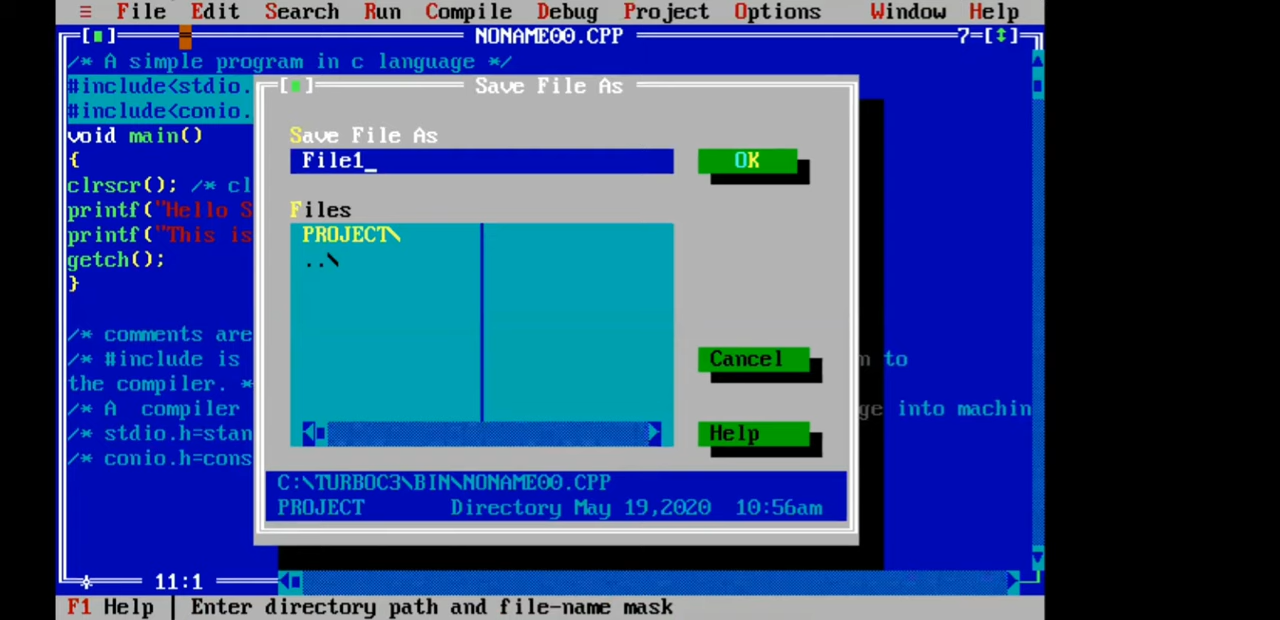 ≡ File Edit Search Run Compile Debug Project Options Window Help
[■] NONAME00.CPP 7=[↕]
/* A simple program in c language */
#include<stdio.
#include<conio.
void main()
{
clrscr(); /* cl
printf("Hello S
printf("This is
getch();
}
/* comments are
/* #include is to
the compiler. *
/* A compiler ge into machin
/* stdio.h=stan
/* conio.h=cons
11:1
[■] Save File As
Save File As
File1_
OK
Files
PROJECT\
..\
Cancel
Help
C:\TURBOC3\BIN\NONAME00.CPP
PROJECT Directory May 19,2020 10:56am
F1 Help | Enter directory path and file-name mask